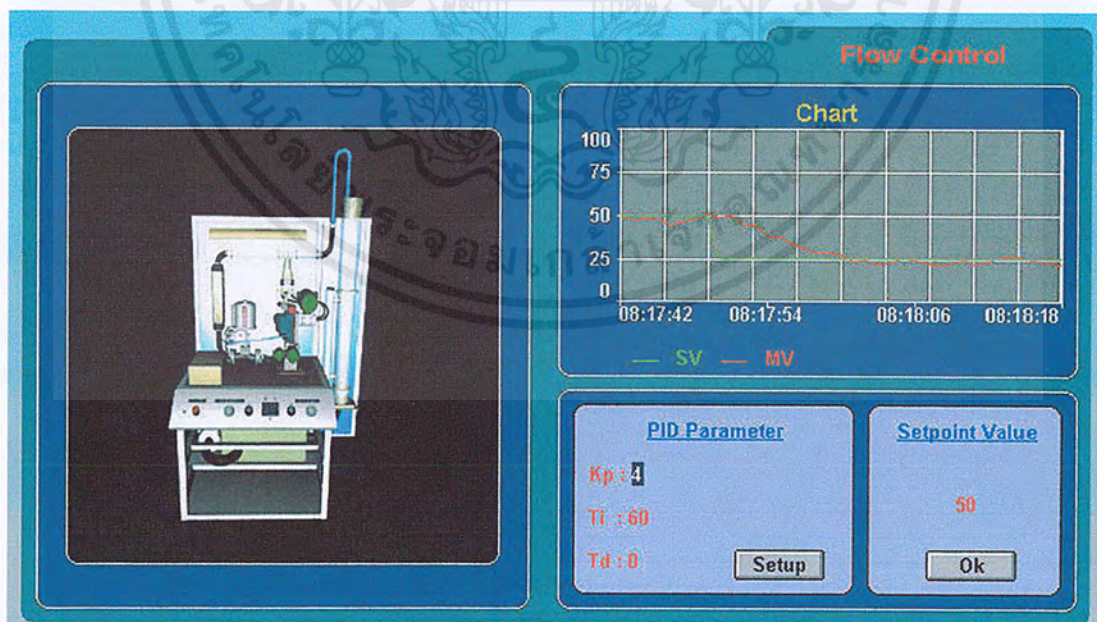 Flow Control
Chart
100
75
50
25
0
08:17:42 08:17:54 08:18:06 08:18:18
SV MV
PID Parameter
Kp : 4
Ti : 60
Td : 0
Setup
Setpoint Value
50
Ok